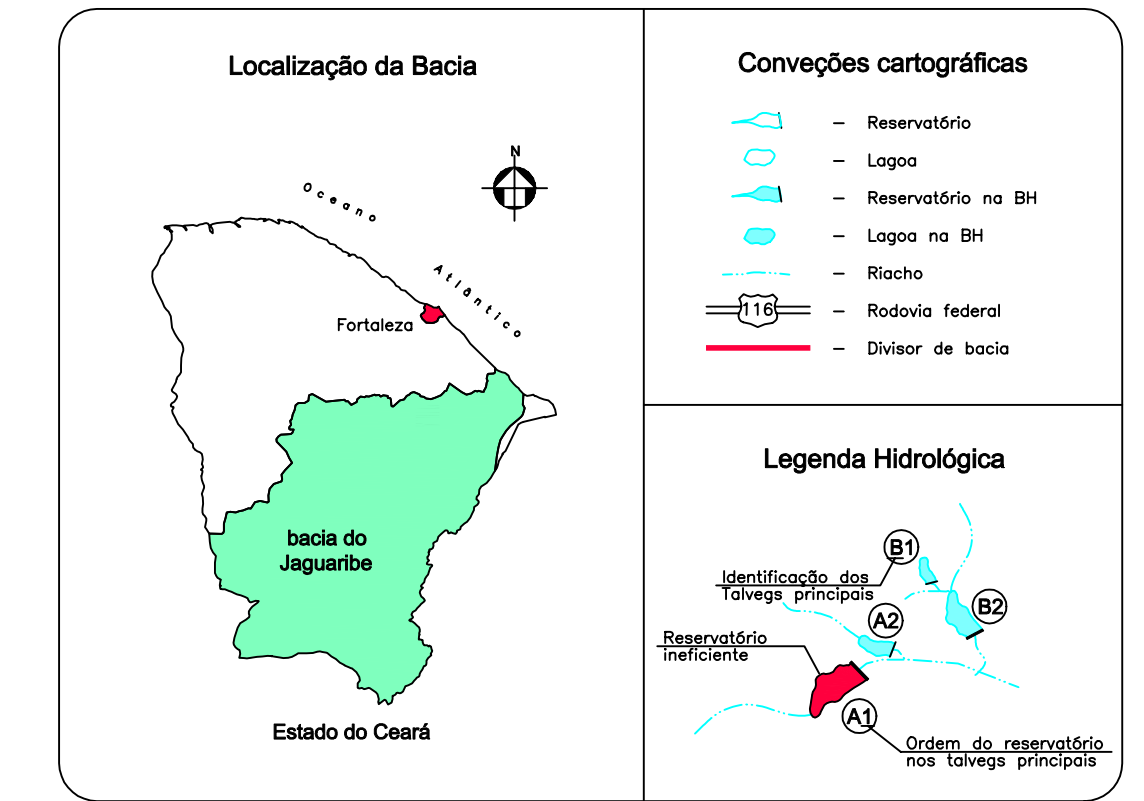 Localização da Bacia
N
Oceano
Atlântico
Fortaleza
bacia do
Jaguaribe
Estado do Ceará
Conveções cartográficas
– Reservatório
– Lagoa
– Reservatório na BH
– Lagoa na BH
– Riacho
116 – Rodovia federal
– Divisor de bacia
Legenda Hidrológica
B1
Identificação dos
Talvegs principais
B2
A2
Reservatório
ineficiente
A1
Ordem do reservatório
nos talvegs principais